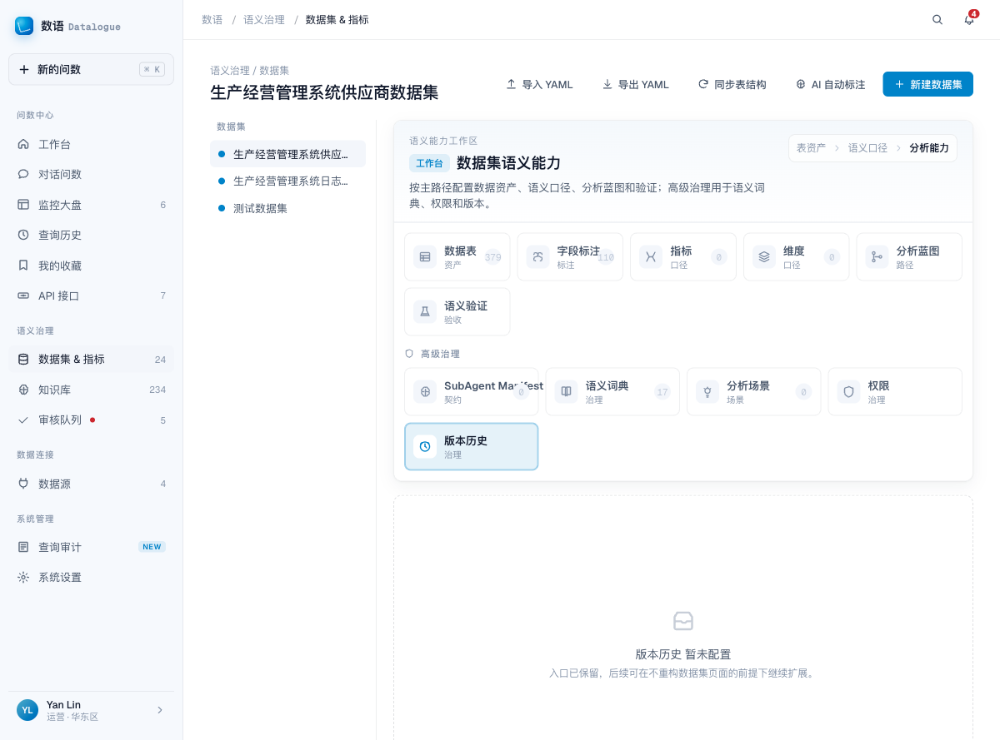 数语 Datalogue
新的问数 ⌘ K
问数中心
工作台
对话问数
监控大盘 6
查询历史
我的收藏
API 接口 7
语义治理
数据集 & 指标 24
知识库 234
审核队列 5
数据连接
数据源 4
系统管理
查询审计 NEW
系统设置
YL Yan Lin
运营 · 华东区
数语 / 语义治理 / 数据集 & 指标
4
语义治理 / 数据集
生产经营管理系统供应商数据集
导入 YAML
导出 YAML
同步表结构
AI 自动标注
新建数据集
数据集
生产经营管理系统供应...
生产经营管理系统日志...
测试数据集
语义能力工作区
工作台 数据集语义能力
按主路径配置数据资产、语义口径、分析蓝图和验证；高级治理用于语义词
典、权限和版本。
表资产 > 语义口径 > 分析能力
数据表 379
资产
字段标注 110
标注
指标 0
口径
维度 0
口径
分析蓝图
路径
语义验证
验收
高级治理
SubAgent Manifest 0
契约
语义词典 17
治理
分析场景 0
场景
权限
治理
版本历史
治理
版本历史 暂未配置
入口已保留，后续可在不重构数据集页面的前提下继续扩展。